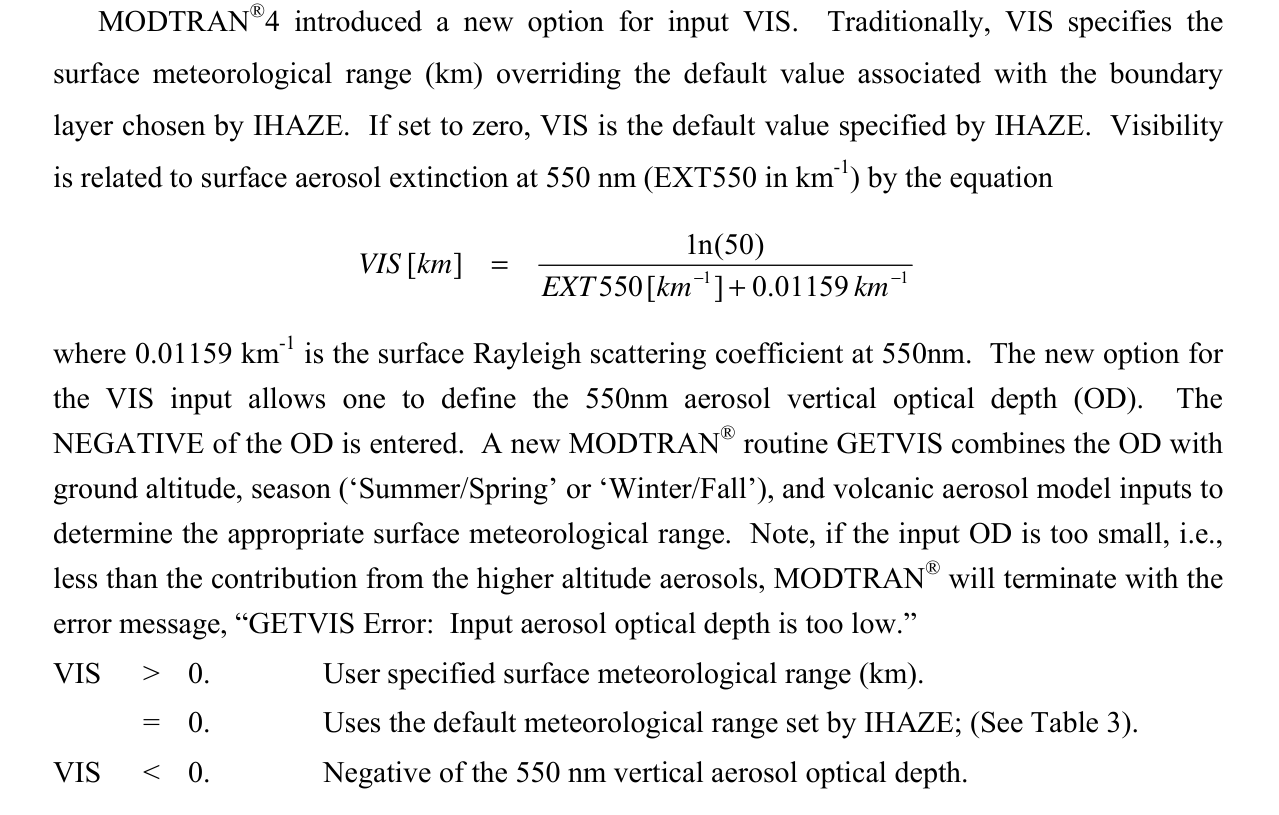 MODTRAN®4 introduced a new option for input VIS. Traditionally, VIS specifies the
surface meteorological range (km) overriding the default value associated with the boundary
layer chosen by IHAZE. If set to zero, VIS is the default value specified by IHAZE. Visibility
is related to surface aerosol extinction at 550 nm (EXT550 in km⁻¹) by the equation
VIS [km] = ln(50) / EXT550[km⁻¹] + 0.01159 km⁻¹
where 0.01159 km⁻¹ is the surface Rayleigh scattering coefficient at 550nm. The new option for
the VIS input allows one to define the 550nm aerosol vertical optical depth (OD). The
NEGATIVE of the OD is entered. A new MODTRAN® routine GETVIS combines the OD with
ground altitude, season (‘Summer/Spring’ or ‘Winter/Fall’), and volcanic aerosol model inputs to
determine the appropriate surface meteorological range. Note, if the input OD is too small, i.e.,
less than the contribution from the higher altitude aerosols, MODTRAN® will terminate with the
error message, “GETVIS Error: Input aerosol optical depth is too low.”
VIS > 0. User specified surface meteorological range (km).
= 0. Uses the default meteorological range set by IHAZE; (See Table 3).
VIS < 0. Negative of the 550 nm vertical aerosol optical depth.